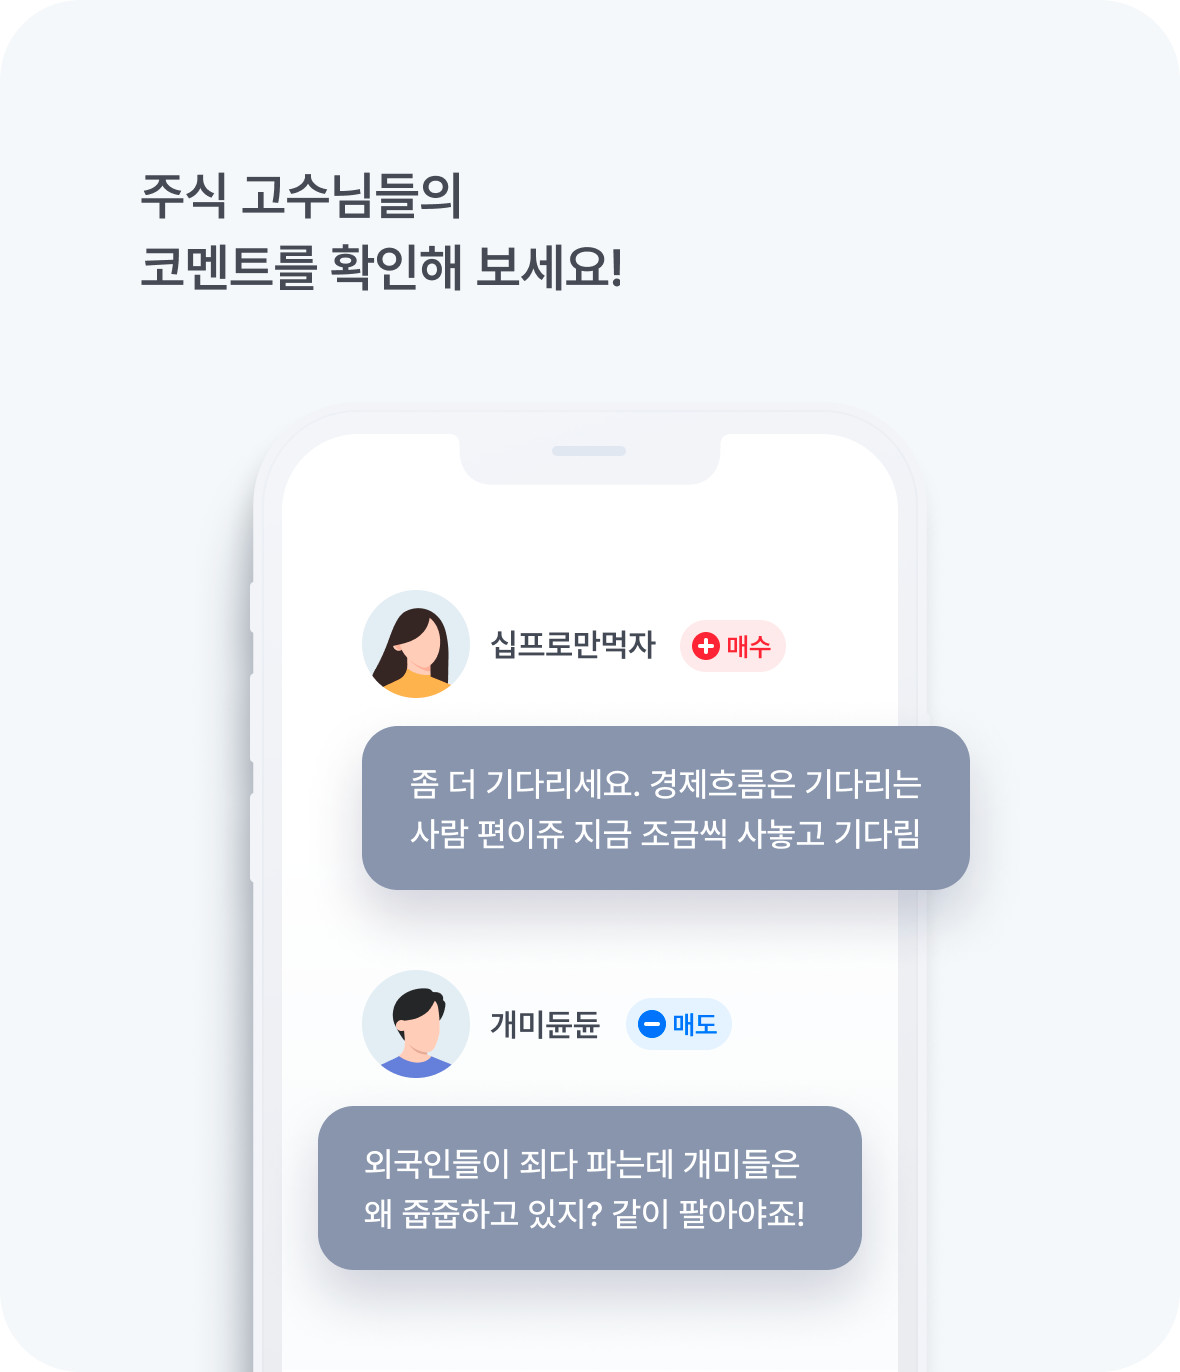 주식 고수님들의
코멘트를 확인해 보세요!
십프로만먹자
매수
좀 더 기다리세요. 경제흐름은 기다리는
사람 편이쥬 지금 조금씩 사놓고 기다림
개미듄듄
매도
외국인들이 죄다 파는데 개미들은
왜 줍줍하고 있지? 같이 팔아야죠!